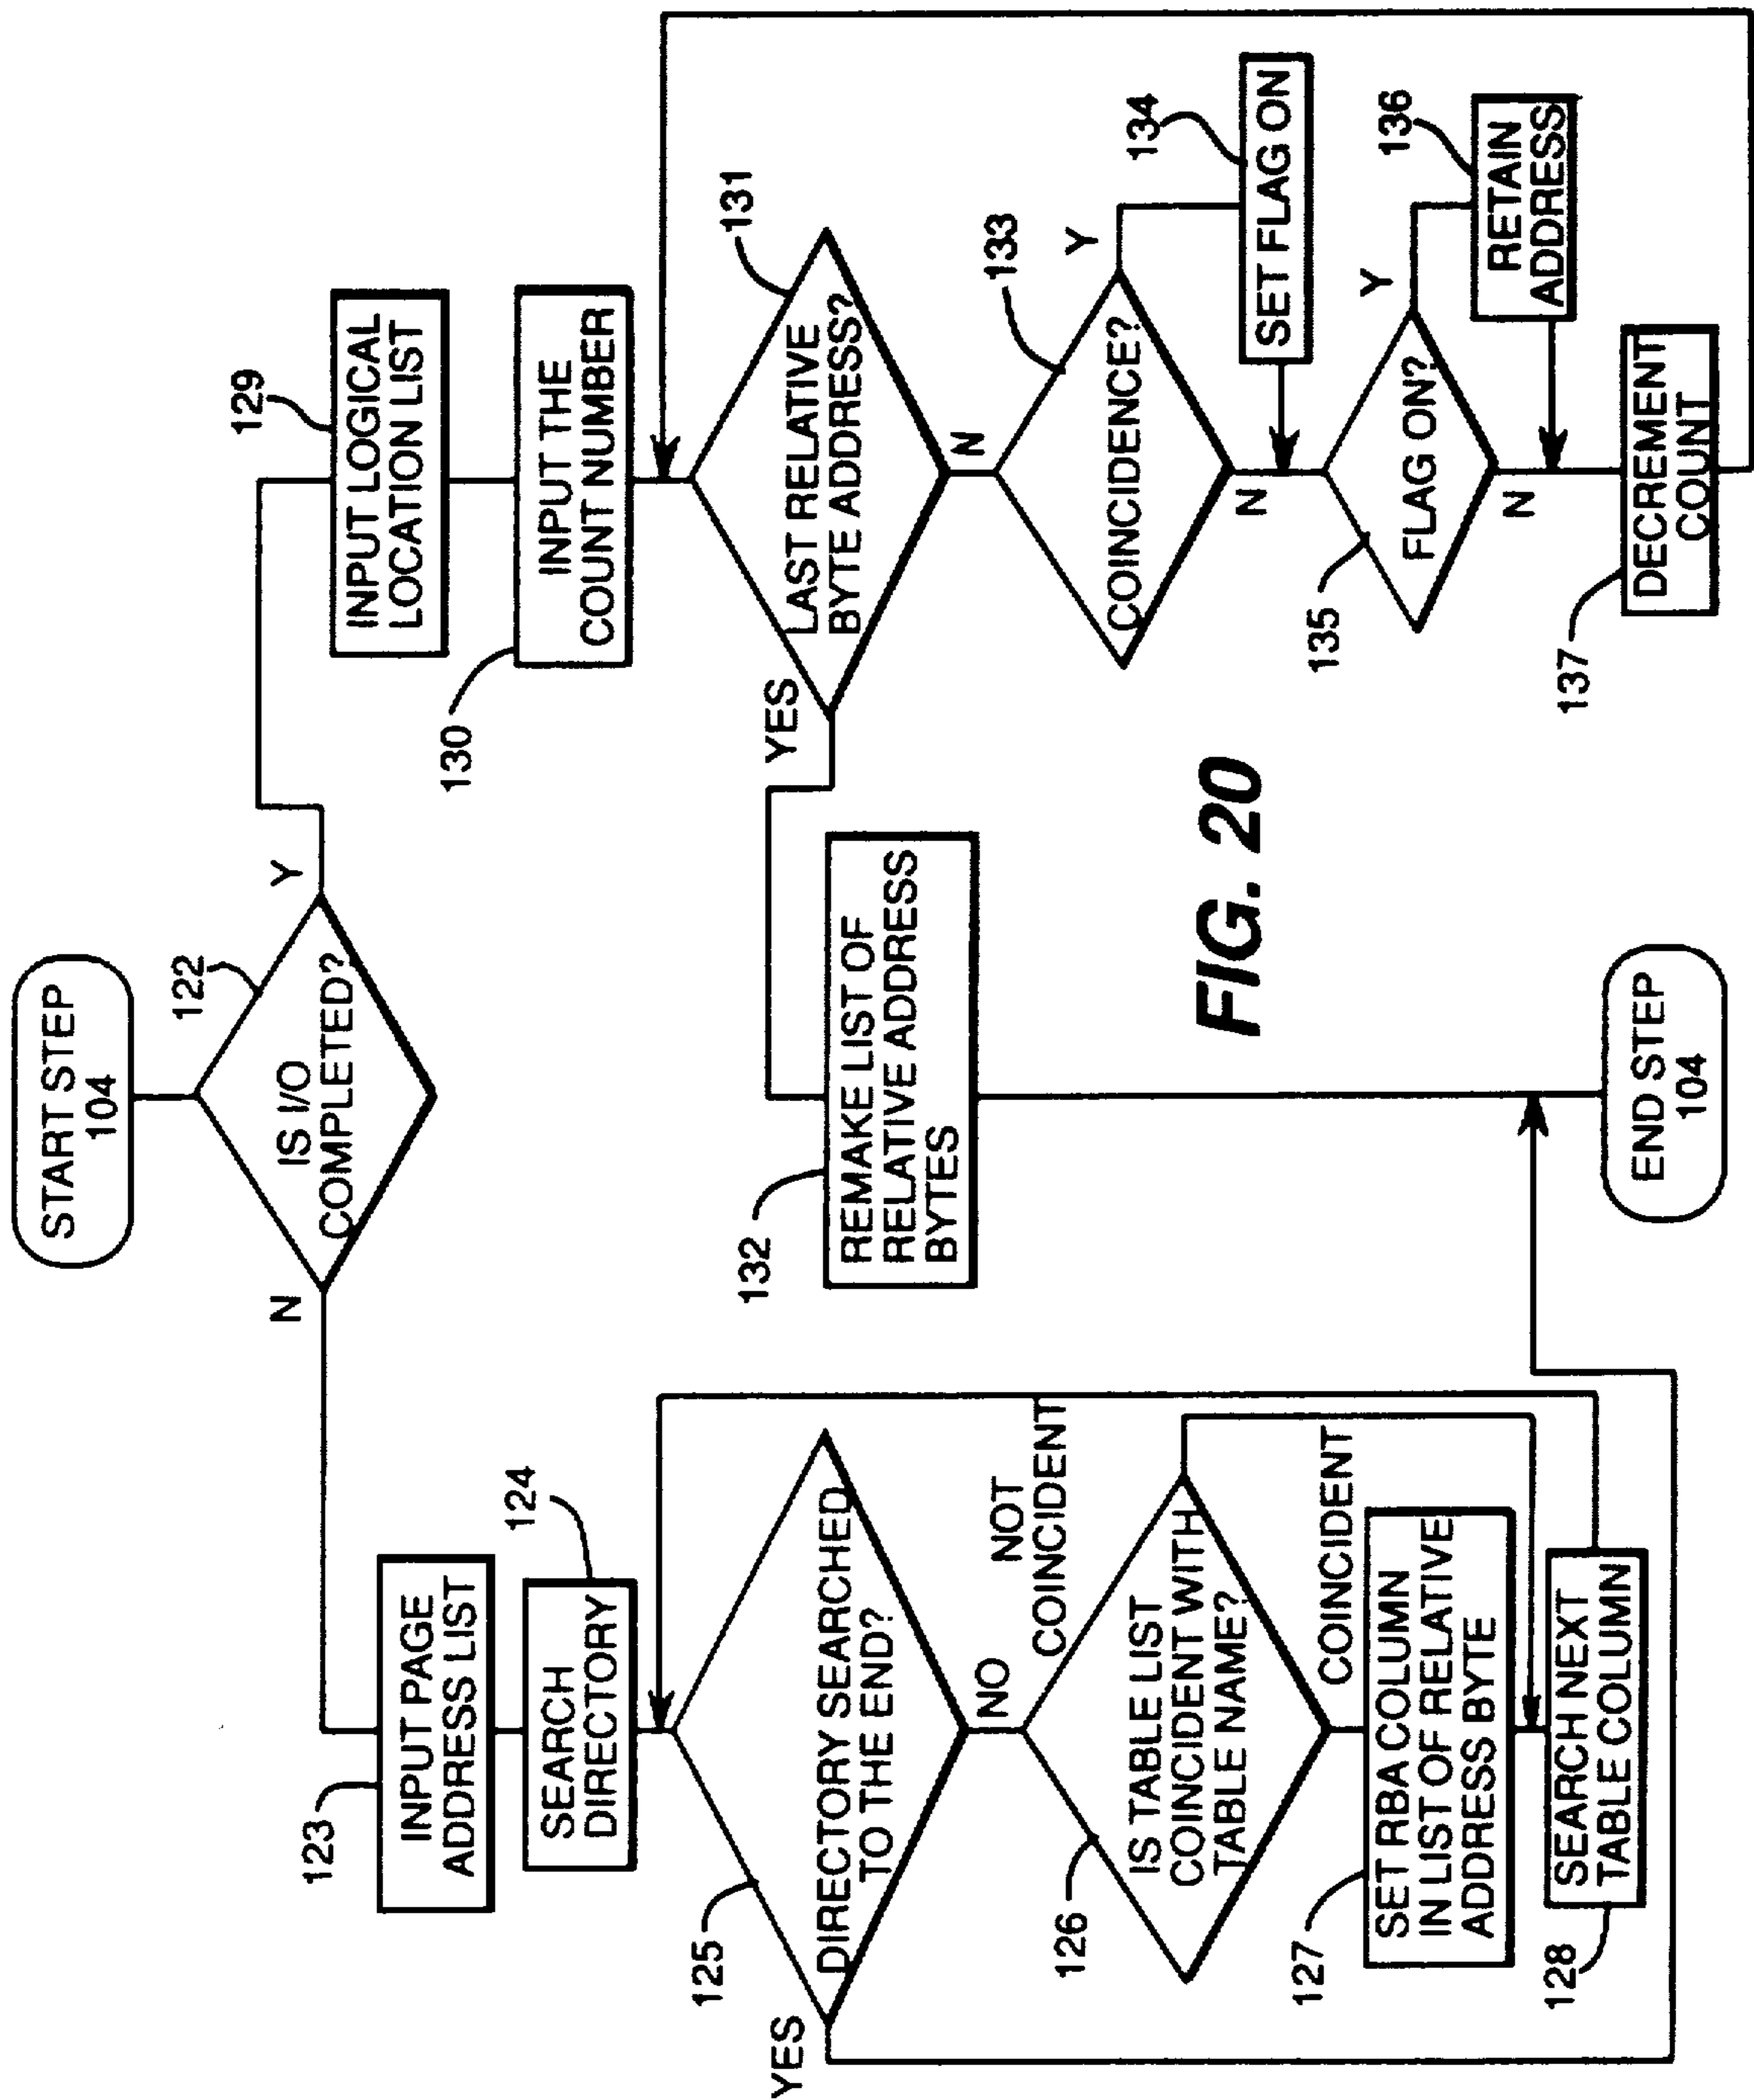 START STEP
104
122
IS I/O
COMPLETED?
N
Y
123
INPUT PAGE
ADDRESS LIST
124
SEARCH
DIRECTORY
125
DIRECTORY SEARCHED
TO THE END?
YES
NO
126
IS TABLE LIST
COINCIDENT WITH
TABLE NAME?
NOT
COINCIDENT
COINCIDENT
127
SET RBA COLUMN
IN LIST OF RELATIVE
ADDRESS BYTE
128
SEARCH NEXT
TABLE COLUMN
129
INPUT LOGICAL
LOCATION LIST
130
INPUT THE
COUNT NUMBER
131
LAST RELATIVE
BYTE ADDRESS?
YES
N
132
REMAKE LIST OF
RELATIVE ADDRESS
BYTES
133
COINCIDENCE?
Y
N
134
SET FLAG ON
135
FLAG ON?
Y
N
136
RETAIN
ADDRESS
137
DECREMENT
COUNT
END STEP
104
FIG. 20